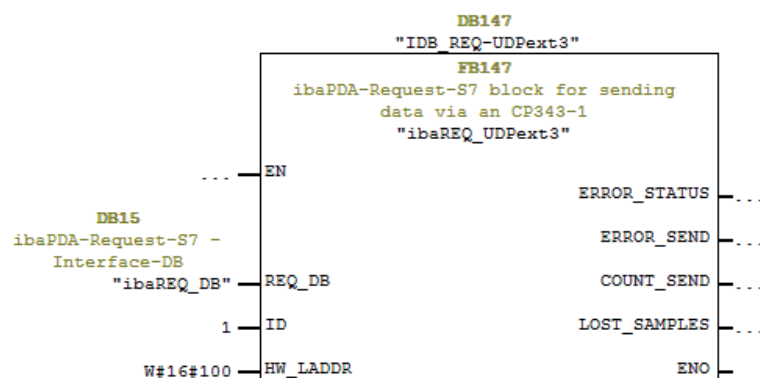 DB147
"IDB_REQ-UDPext3"
FB147
ibaPDA-Request-S7 block for sending
data via an CP343-1
"ibaREQ_UDPext3"
... EN
ERROR_STATUS ...
DB15
ibaPDA-Request-S7 -
Interface-DB
"ibaREQ_DB" REQ_DB
ERROR_SEND ...
COUNT_SEND ...
1 ID
LOST_SAMPLES ...
W#16#100 HW_LADDR
ENO